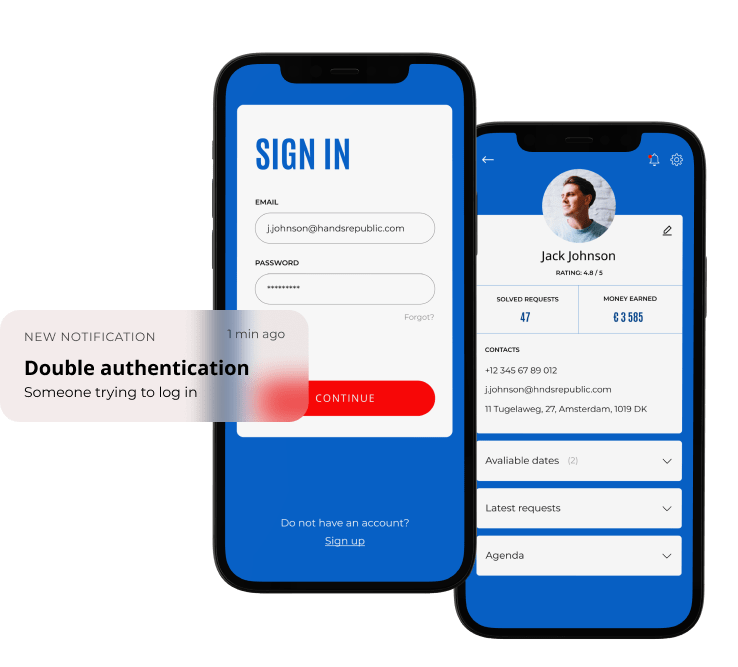 SIGN IN
EMAIL
j.johnson@handsrepublic.com
PASSWORD
*********
Forgot?
NEW NOTIFICATION
1 min ago
Double authentication
Someone trying to log in
CONTINUE
Do not have an account?
Sign up
Jack Johnson
RATING: 4.8 / 5
SOLVED REQUESTS
47
MONEY EARNED
€ 3 585
CONTACTS
+12 345 67 89 012
j.johnson@hndsrepublic.com
11 Tugelaweg, 27, Amsterdam, 1019 DK
Avaliable dates (2)
Latest requests
Agenda